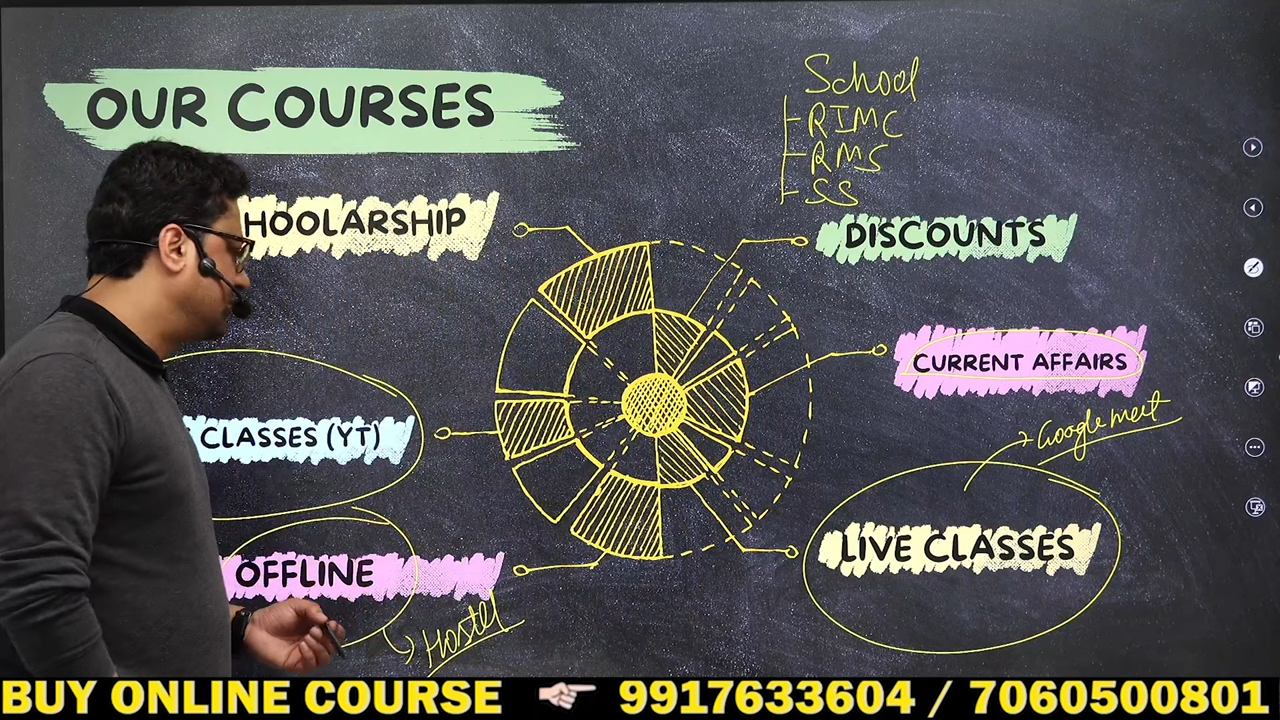 OUR COURSES
School
RIMC
RMS
SS
HOOLARSHIP
DISCOUNTS
CURRENT AFFAIRS
CLASSES (YT)
Google meet
LIVE CLASSES
OFFLINE
Hostel
BUY ONLINE COURSE 9917633604 / 7060500801